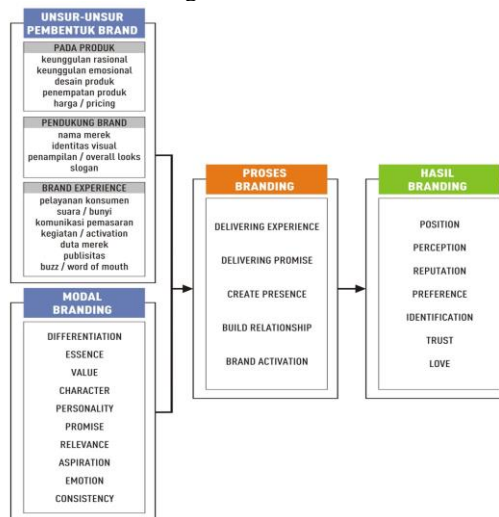 UNSUR-UNSUR
PEMBENTUK BRAND
PADA PRODUK
keunggulan rasional
keunggulan emosional
desain produk
penempatan produk
harga / pricing
PENDUKUNG BRAND
nama merek
identitas visual
penampilan / overall looks
slogan
BRAND EXPERIENCE
pelayanan konsumen
suara / bunyi
komunikasi pemasaran
kegiatan / activation
duta merek
publisitas
buzz / word of mouth
MODAL
BRANDING
DIFFERENTIATION
ESSENCE
VALUE
CHARACTER
PERSONALITY
PROMISE
RELEVANCE
ASPIRATION
EMOTION
CONSISTENCY
PROSES
BRANDING
DELIVERING EXPERIENCE
DELIVERING PROMISE
CREATE PRESENCE
BUILD RELATIONSHIP
BRAND ACTIVATION
HASIL
BRANDING
POSITION
PERCEPTION
REPUTATION
PREFERENCE
IDENTIFICATION
TRUST
LOVE